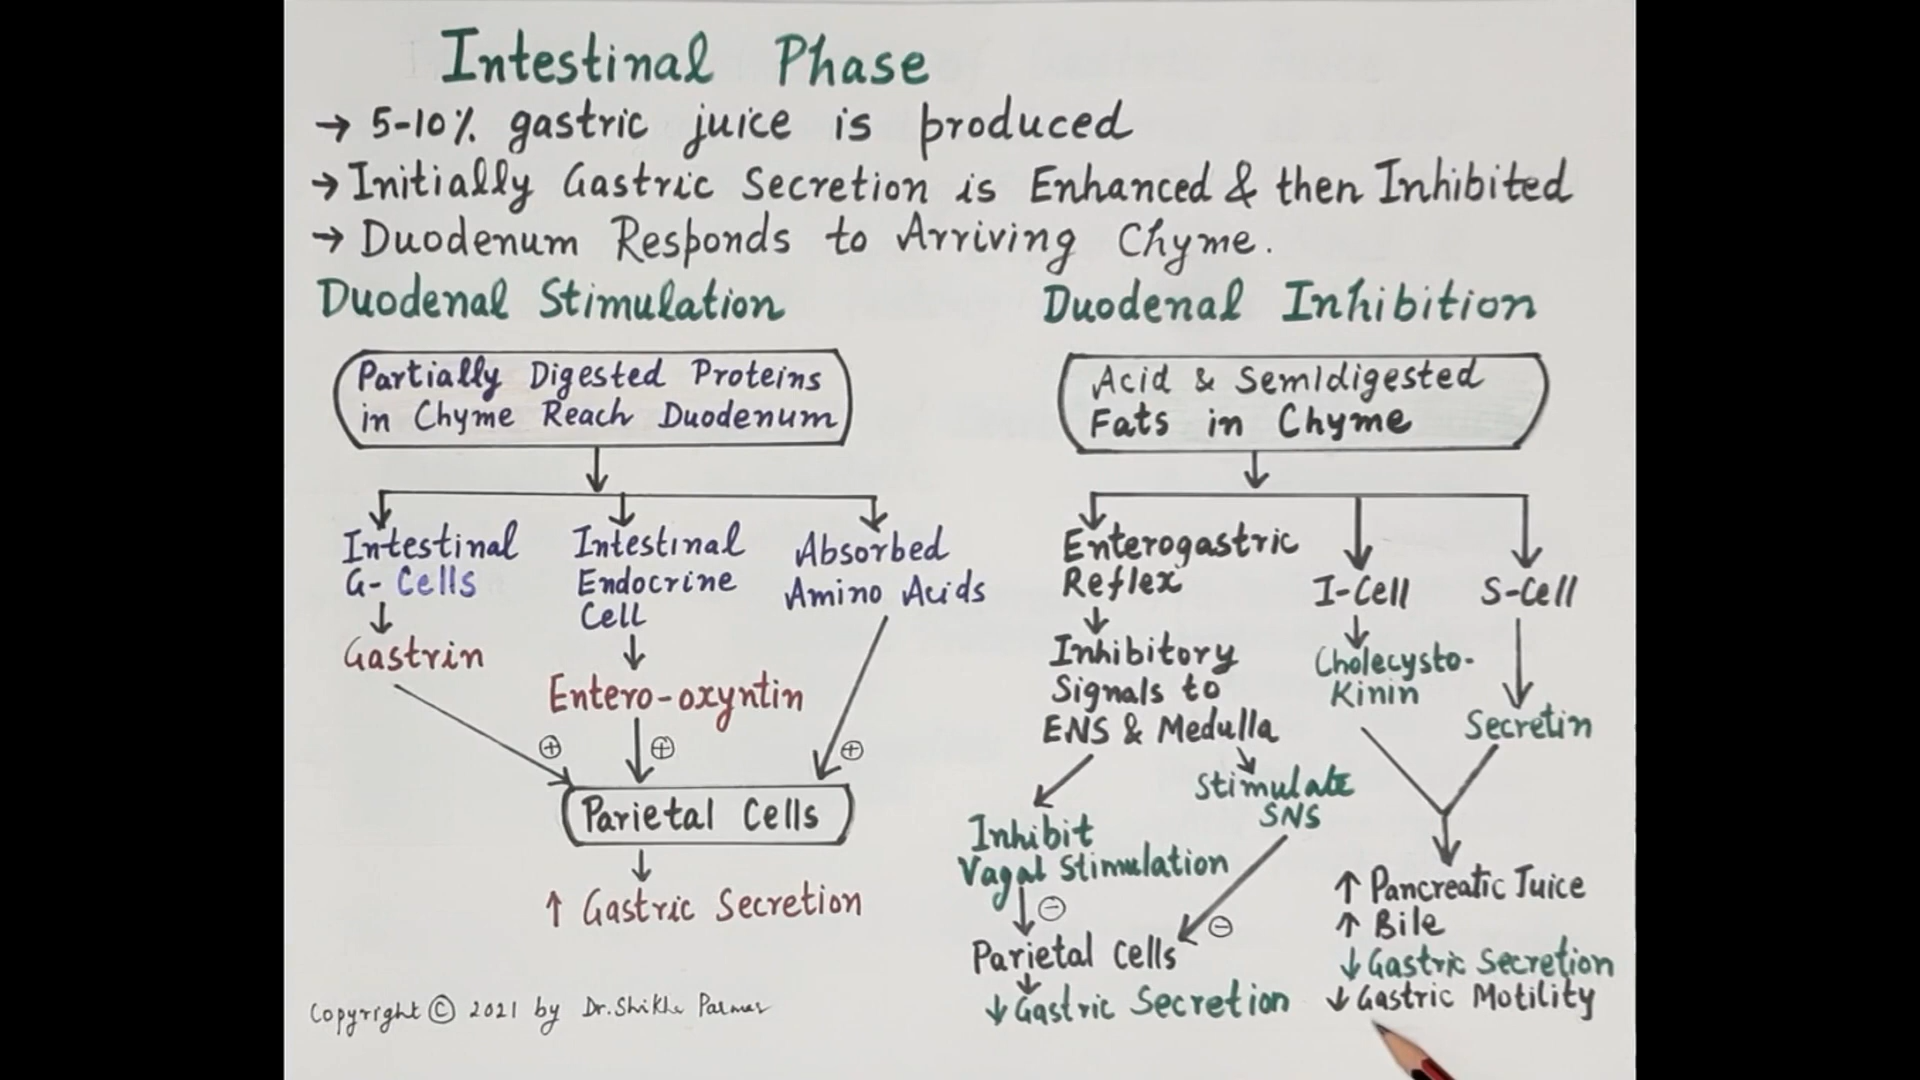 Intestinal Phase
→ 5-10% gastric juice is produced
→ Initially Gastric Secretion is Enhanced & then Inhibited
→ Duodenum Responds to Arriving Chyme.
Duodenal Stimulation
Partially Digested Proteins
in Chyme Reach Duodenum
Intestinal
G-Cells
Gastrin
Intestinal
Endocrine
Cell
Entero-oxyntin
Absorbed
Amino Acids
⊕ ⊕ ⊕
Parietal Cells
↑ Gastric Secretion
Duodenal Inhibition
Acid & Semidigested
Fats in Chyme
Enterogastric
Reflex
Inhibitory
Signals to
ENS & Medulla
Inhibit
Vagal Stimulation
Stimulate
SNS
⊖ ⊖
Parietal Cells
↓ Gastric Secretion
I-Cell
Cholecysto-
Kinin
S-Cell
Secretin
↑ Pancreatic Juice
↑ Bile
↓ Gastric Secretion
↓ Gastric Motility
Copyright © 2021 by Dr. Shikha Parmar